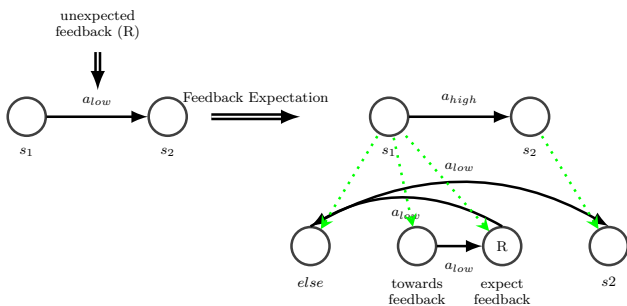 unexpected
feedback (R)
a_low
s_1
s_2
Feedback Expectation
a_high
s_1
s_2
a_low
a_low
R
a_low
else
towards
feedback
expect
feedback
s2